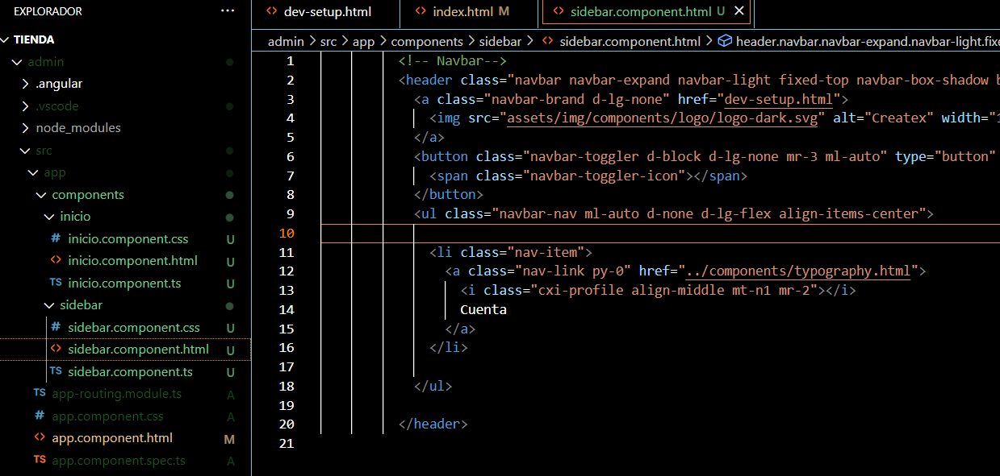 EXPLORADOR ···
TIENDA
admin
.angular
.vscode
node_modules
src
app
components
inicio
# inicio.component.css U
<> inicio.component.html U
TS inicio.component.ts U
sidebar
# sidebar.component.css U
<> sidebar.component.html U
TS sidebar.component.ts U
TS app-routing.module.ts A
# app.component.css A
<> app.component.html M
TS app.component.spec.ts A
<> dev-setup.html <> index.html M <> sidebar.component.html U ×
admin > src > app > components > sidebar > <> sidebar.component.html > header.navbar.navbar-expand.navbar-light.fixe
1 <!-- Navbar-->
2 <header class="navbar navbar-expand navbar-light fixed-top navbar-box-shadow b
3 <a class="navbar-brand d-lg-none" href="dev-setup.html">
4 <img src="assets/img/components/logo/logo-dark.svg" alt="Createx" width="1
5 </a>
6 <button class="navbar-toggler d-block d-lg-none mr-3 ml-auto" type="button"
7 <span class="navbar-toggler-icon"></span>
8 </button>
9 <ul class="navbar-nav ml-auto d-none d-lg-flex align-items-center">
10
11 <li class="nav-item">
12 <a class="nav-link py-0" href="../components/typography.html">
13 <i class="cxi-profile align-middle mt-n1 mr-2"></i>
14 Cuenta
15 </a>
16 </li>
17
18 </ul>
19
20 </header>
21